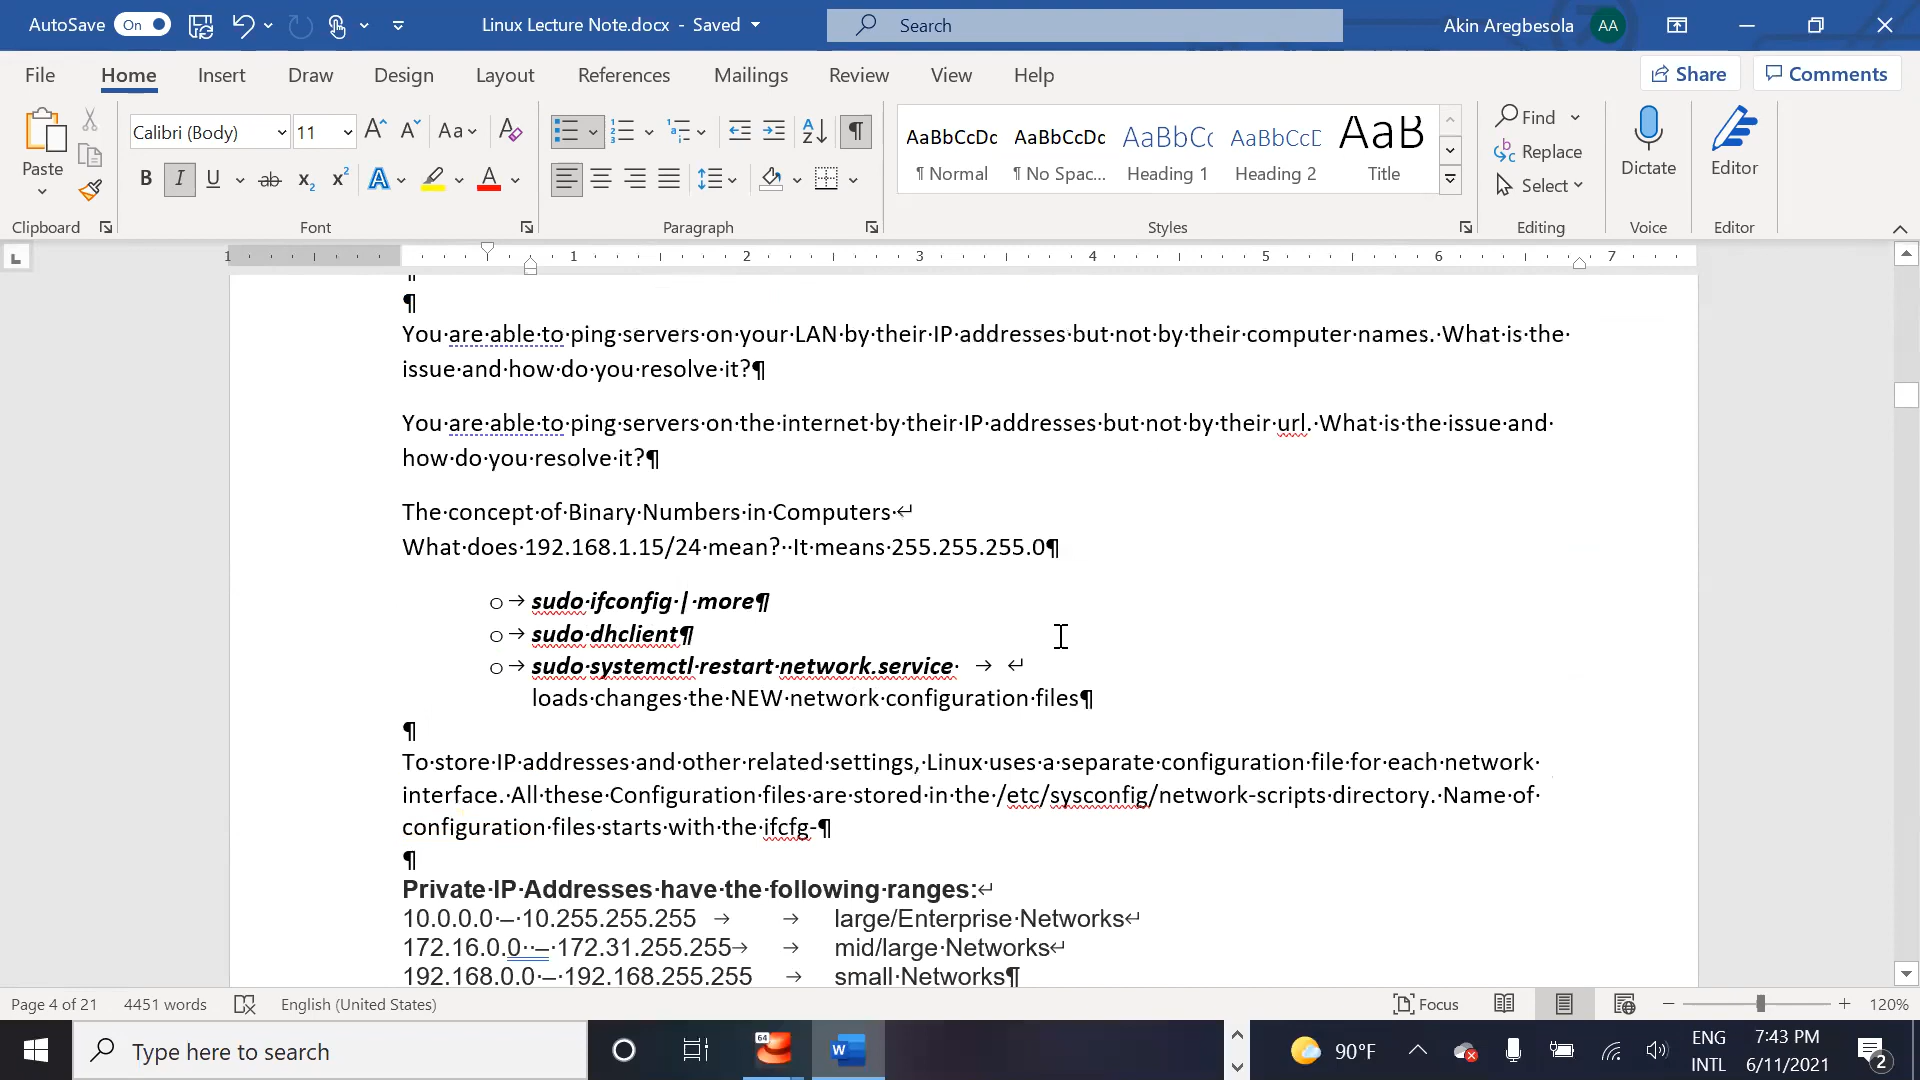 AutoSave On Linux Lecture Note.docx - Saved Search Akin Aregbesola AA
File Home Insert Draw Design Layout References Mailings Review View Help Share Comments
Paste Calibri (Body) 11 Aa AaBbCcDc AaBbCcDc AaBbC AaBbCcD AaB Find Replace Select Dictate Editor
¶ Normal ¶ No Spac... Heading 1 Heading 2 Title
Clipboard Font Paragraph Styles Editing Voice Editor
1 1 2 3 4 5 6 7
¶
You are able to ping servers on your LAN by their IP addresses but not by their computer names. What is the
issue and how do you resolve it?¶
You are able to ping servers on the internet by their IP addresses but not by their url. What is the issue and
how do you resolve it?¶
The concept of Binary Numbers in Computers ↵
What does 192.168.1.15/24 mean?  It means 255.255.255.0¶
o → sudo ifconfig | more¶
o → sudo dhclient¶
o → sudo systemctl restart network.service → ↵
loads changes the NEW network configuration files¶
¶
To store IP addresses and other related settings, Linux uses a separate configuration file for each network
interface. All these Configuration files are stored in the /etc/sysconfig/network-scripts directory. Name of
configuration files starts with the ifcfg-¶
¶
Private IP Addresses have the following ranges:↵
10.0.0.0 – 10.255.255.255 → → large/Enterprise Networks↵
172.16.0.0  – 172.31.255.255→ → mid/large Networks↵
192.168.0.0 – 192.168.255.255 → small Networks¶
Page 4 of 21 4451 words English (United States) Focus 120%
Type here to search 64 90°F ENG INTL 7:43 PM 6/11/2021 2